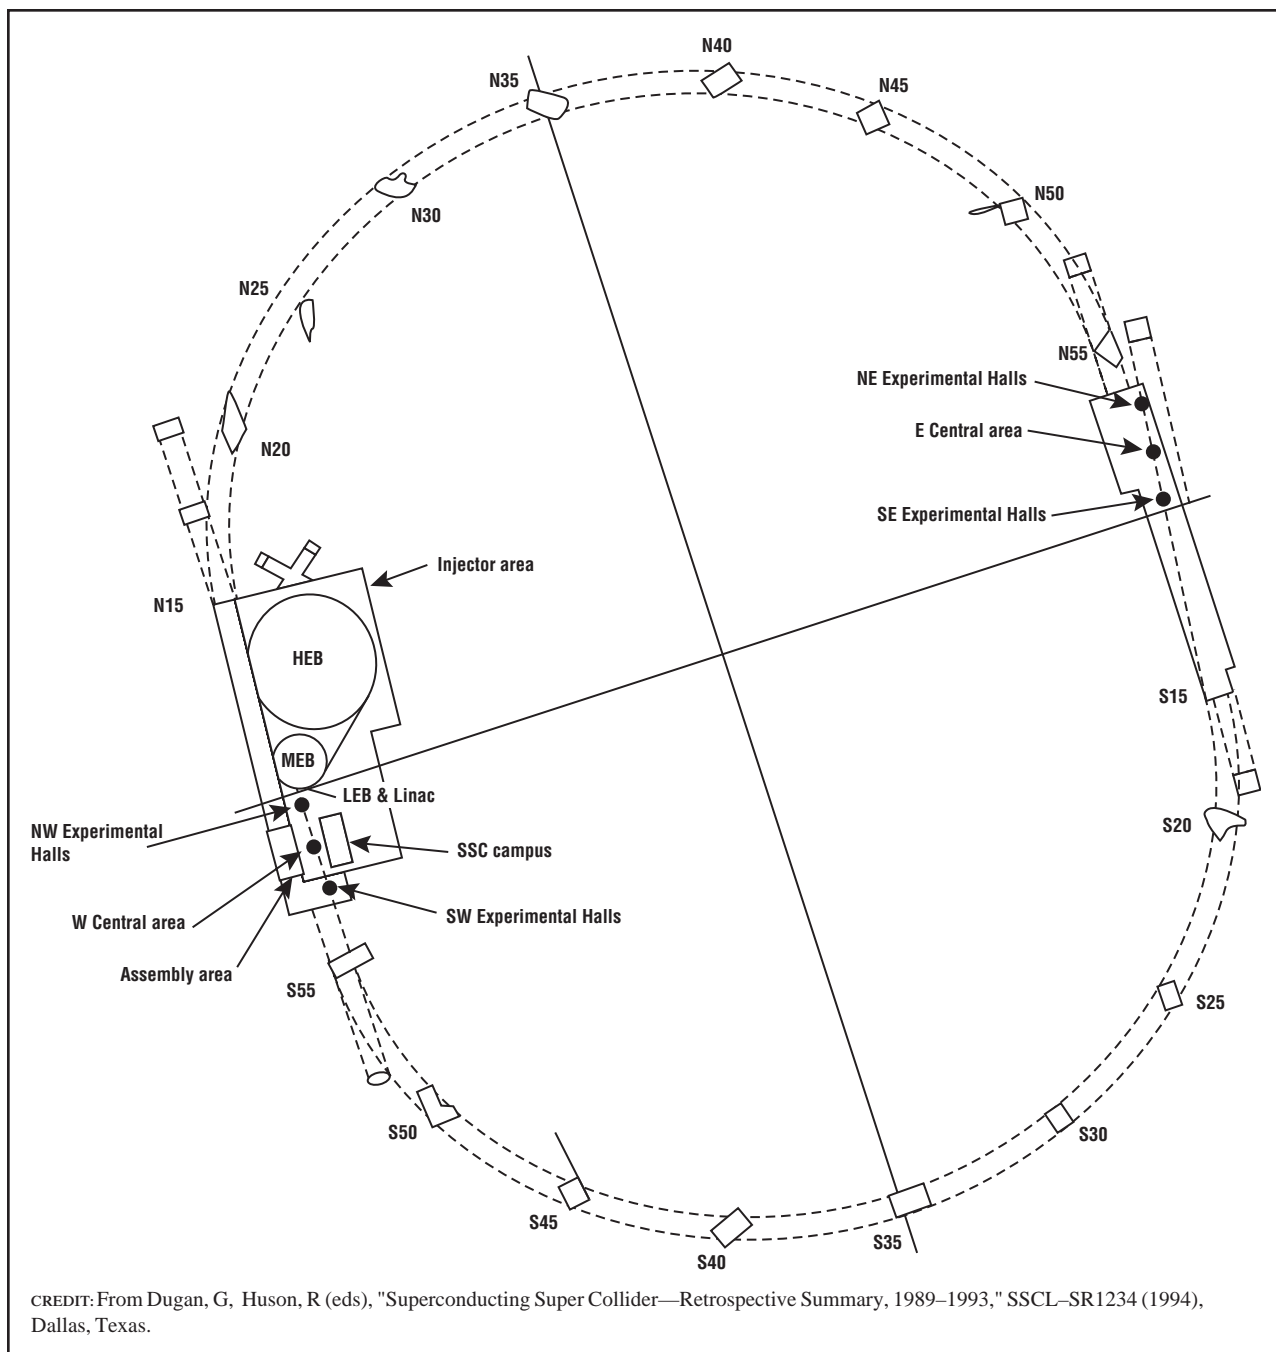 N40
N35
N45
N30
N50
N25
N55
NE Experimental Halls
E Central area
N20
SE Experimental Halls
Injector area
N15
HEB
S15
MEB
LEB & Linac
NW Experimental
Halls
S20
SSC campus
SW Experimental Halls
W Central area
Assembly area
S55
S25
S50
S30
S45
S40
S35
CREDIT: From Dugan, G, Huson, R (eds), "Superconducting Super Collider—Retrospective Summary, 1989–1993," SSCL–SR1234 (1994),
Dallas, Texas.